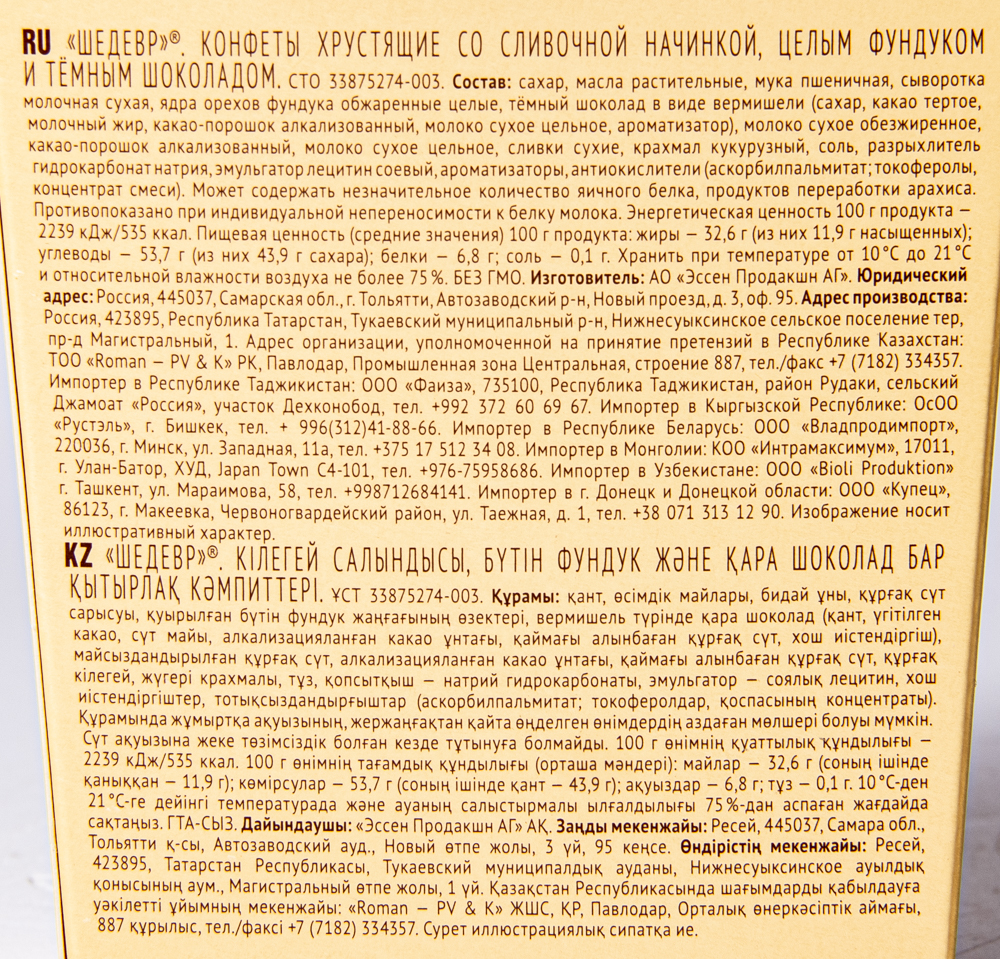 RU «ШЕДЕВР»®. КОНФЕТЫ ХРУСТЯЩИЕ СО СЛИВОЧНОЙ НАЧИНКОЙ, ЦЕЛЫМ ФУНДУКОМ
И ТЁМНЫМ ШОКОЛАДОМ. СТО 33875274-003. Состав: сахар, масла растительные, мука пшеничная, сыворотка
молочная сухая, ядра орехов фундука обжаренные целые, тёмный шоколад в виде вермишели (сахар, какао тертое,
молочный жир, какао-порошок алкализованный, молоко сухое цельное, ароматизатор), молоко сухое обезжиренное,
какао-порошок алкализованный, молоко сухое цельное, сливки сухие, крахмал кукурузный, соль, разрыхлитель
гидрокарбонат натрия, эмульгатор лецитин соевый, ароматизаторы, антиокислители (аскорбилпальмитат; токоферолы,
концентрат смеси). Может содержать незначительное количество яичного белка, продуктов переработки арахиса.
Противопоказано при индивидуальной непереносимости к белку молока. Энергетическая ценность 100 г продукта –
2239 кДж/535 ккал. Пищевая ценность (средние значения) 100 г продукта: жиры – 32,6 г (из них 11,9 г насыщенных);
углеводы – 53,7 г (из них 43,9 г сахара); белки – 6,8 г; соль – 0,1 г. Хранить при температуре от 10 °С до 21 °С
и относительной влажности воздуха не более 75 %. БЕЗ ГМО. Изготовитель: АО «Эссен Продакшн АГ». Юридический
адрес: Россия, 445037, Самарская обл., г. Тольятти, Автозаводский р-н, Новый проезд, д. 3, оф. 95. Адрес производства:
Россия, 423895, Республика Татарстан, Тукаевский муниципальный р-н, Нижнесуыксинское сельское поселение тер,
пр-д Магистральный, 1. Адрес организации, уполномоченной на принятие претензий в Республике Казахстан:
ТОО «Roman – PV & K» РК, Павлодар, Промышленная зона Центральная, строение 887, тел./факс +7 (7182) 334357.
Импортер в Республике Таджикистан: ООО «Фаиза», 735100, Республика Таджикистан, район Рудаки, сельский
Джамоат «Россия», участок Дехконобод, тел. +992 372 60 69 67. Импортер в Кыргызской Республике: ОсОО
«Рустэль», г. Бишкек, тел. + 996(312)41-88-66. Импортер в Республике Беларусь: ООО «Владпродимпорт»,
220036, г. Минск, ул. Западная, 11а, тел. +375 17 512 34 08. Импортер в Монголии: КОО «Интрамаксимум», 17011,
г. Улан-Батор, ХУД, Japan Town C4-101, тел. +976-75958686. Импортер в Узбекистане: ООО «Bioli Produktion»
г. Ташкент, ул. Мараимова, 58, тел. +998712684141. Импортер в г. Донецк и Донецкой области: ООО «Купец»,
86123, г. Макеевка, Червоногвардейский район, ул. Таежная, д. 1, тел. +38 071 313 12 90. Изображение носит
иллюстративный характер.
KZ «ШЕДЕВР»®. КІЛЕГЕЙ САЛЫНДЫСЫ, БҮТІН ФУНДУК ЖӘНЕ ҚАРА ШОКОЛАД БАР
ҚЫТЫРЛАҚ КӘМПИТТЕРІ. ҰСТ 33875274-003. Құрамы: қант, өсімдік майлары, бидай ұны, құрғақ сүт
сарысуы, қуырылған бүтін фундук жаңғағының өзектері, вермишель түрінде қара шоколад (қант, үгітілген
какао, сүт майы, алкализацияланған какао ұнтағы, қаймағы алынбаған құрғақ сүт, хош иістендіргіш),
майсыздандырылған құрғақ сүт, алкализацияланған какао ұнтағы, қаймағы алынбаған құрғақ сүт, құрғақ
кілегей, жүгері крахмалы, тұз, қопсытқыш – натрий гидрокарбонаты, эмульгатор – соялық лецитин, хош
иістендіргіштер, тотықсыздандырғыштар (аскорбилпальмитат; токоферолдар, қоспасының концентраты).
Құрамында жұмыртқа ақуызының, жержаңғақтан қайта өңделген өнімдердің аздаған мөлшері болуы мүмкін.
Сүт ақуызына жеке төзімсіздік болған кезде тұтынуға болмайды. 100 г өнімнің қуаттылық құндылығы –
2239 кДж/535 ккал. 100 г өнімнің тағамдық құндылығы (орташа мәндері): майлар – 32,6 г (соның ішінде
қаныққан – 11,9 г); көмірсулар – 53,7 г (соның ішінде қант – 43,9 г); ақуыздар – 6,8 г; тұз – 0,1 г. 10 °С-ден
21 °С-ге дейінгі температурада және ауаның салыстырмалы ылғалдылығы 75 %-дан аспаған жағдайда
сақтаңыз. ГТА-СЫЗ. Дайындаушы: «Эссен Продакшн АГ» АҚ. Заңды мекенжайы: Ресей, 445037, Самара обл.,
Тольятти қ-сы, Автозаводский ауд., Новый өтпе жолы, 3 үй, 95 кеңсе. Өндірістің мекенжайы: Ресей,
423895, Татарстан Республикасы, Тукаевский муниципалдық ауданы, Нижнесуыксинское ауылдық
қонысының аум., Магистральный өтпе жолы, 1 үй. Қазақстан Республикасында шағымдарды қабылдауға
уәкілетті ұйымның мекенжайы: «Roman – PV & K» ЖШС, ҚР, Павлодар, Орталық өнеркәсіптік аймағы,
887 құрылыс, тел./факсі +7 (7182) 334357. Сурет иллюстрациялық сипатқа ие.